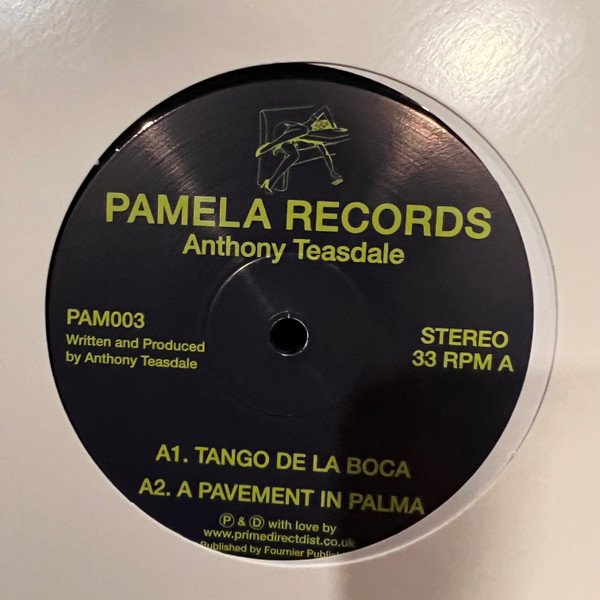 PAMELA RECORDS
Anthony Teasdale
PAM003
Written and Produced
by Anthony Teasdale
STEREO
33 RPM A
A1. TANGO DE LA BOCA
A2. A PAVEMENT IN PALMA
Ⓟ & Ⓓ with love by
www.primedirectdist.co.uk
Published by Fournier